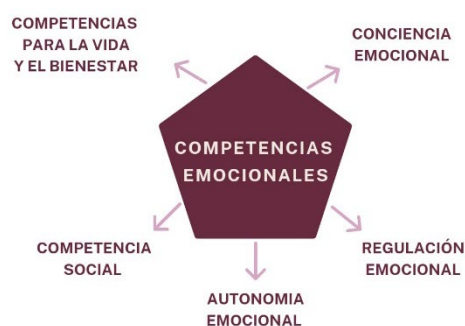 COMPETENCIAS
PARA LA VIDA
Y EL BIENESTAR
CONCIENCIA
EMOCIONAL
COMPETENCIAS
EMOCIONALES
COMPETENCIA
SOCIAL
REGULACIÓN
EMOCIONAL
AUTONOMIA
EMOCIONAL